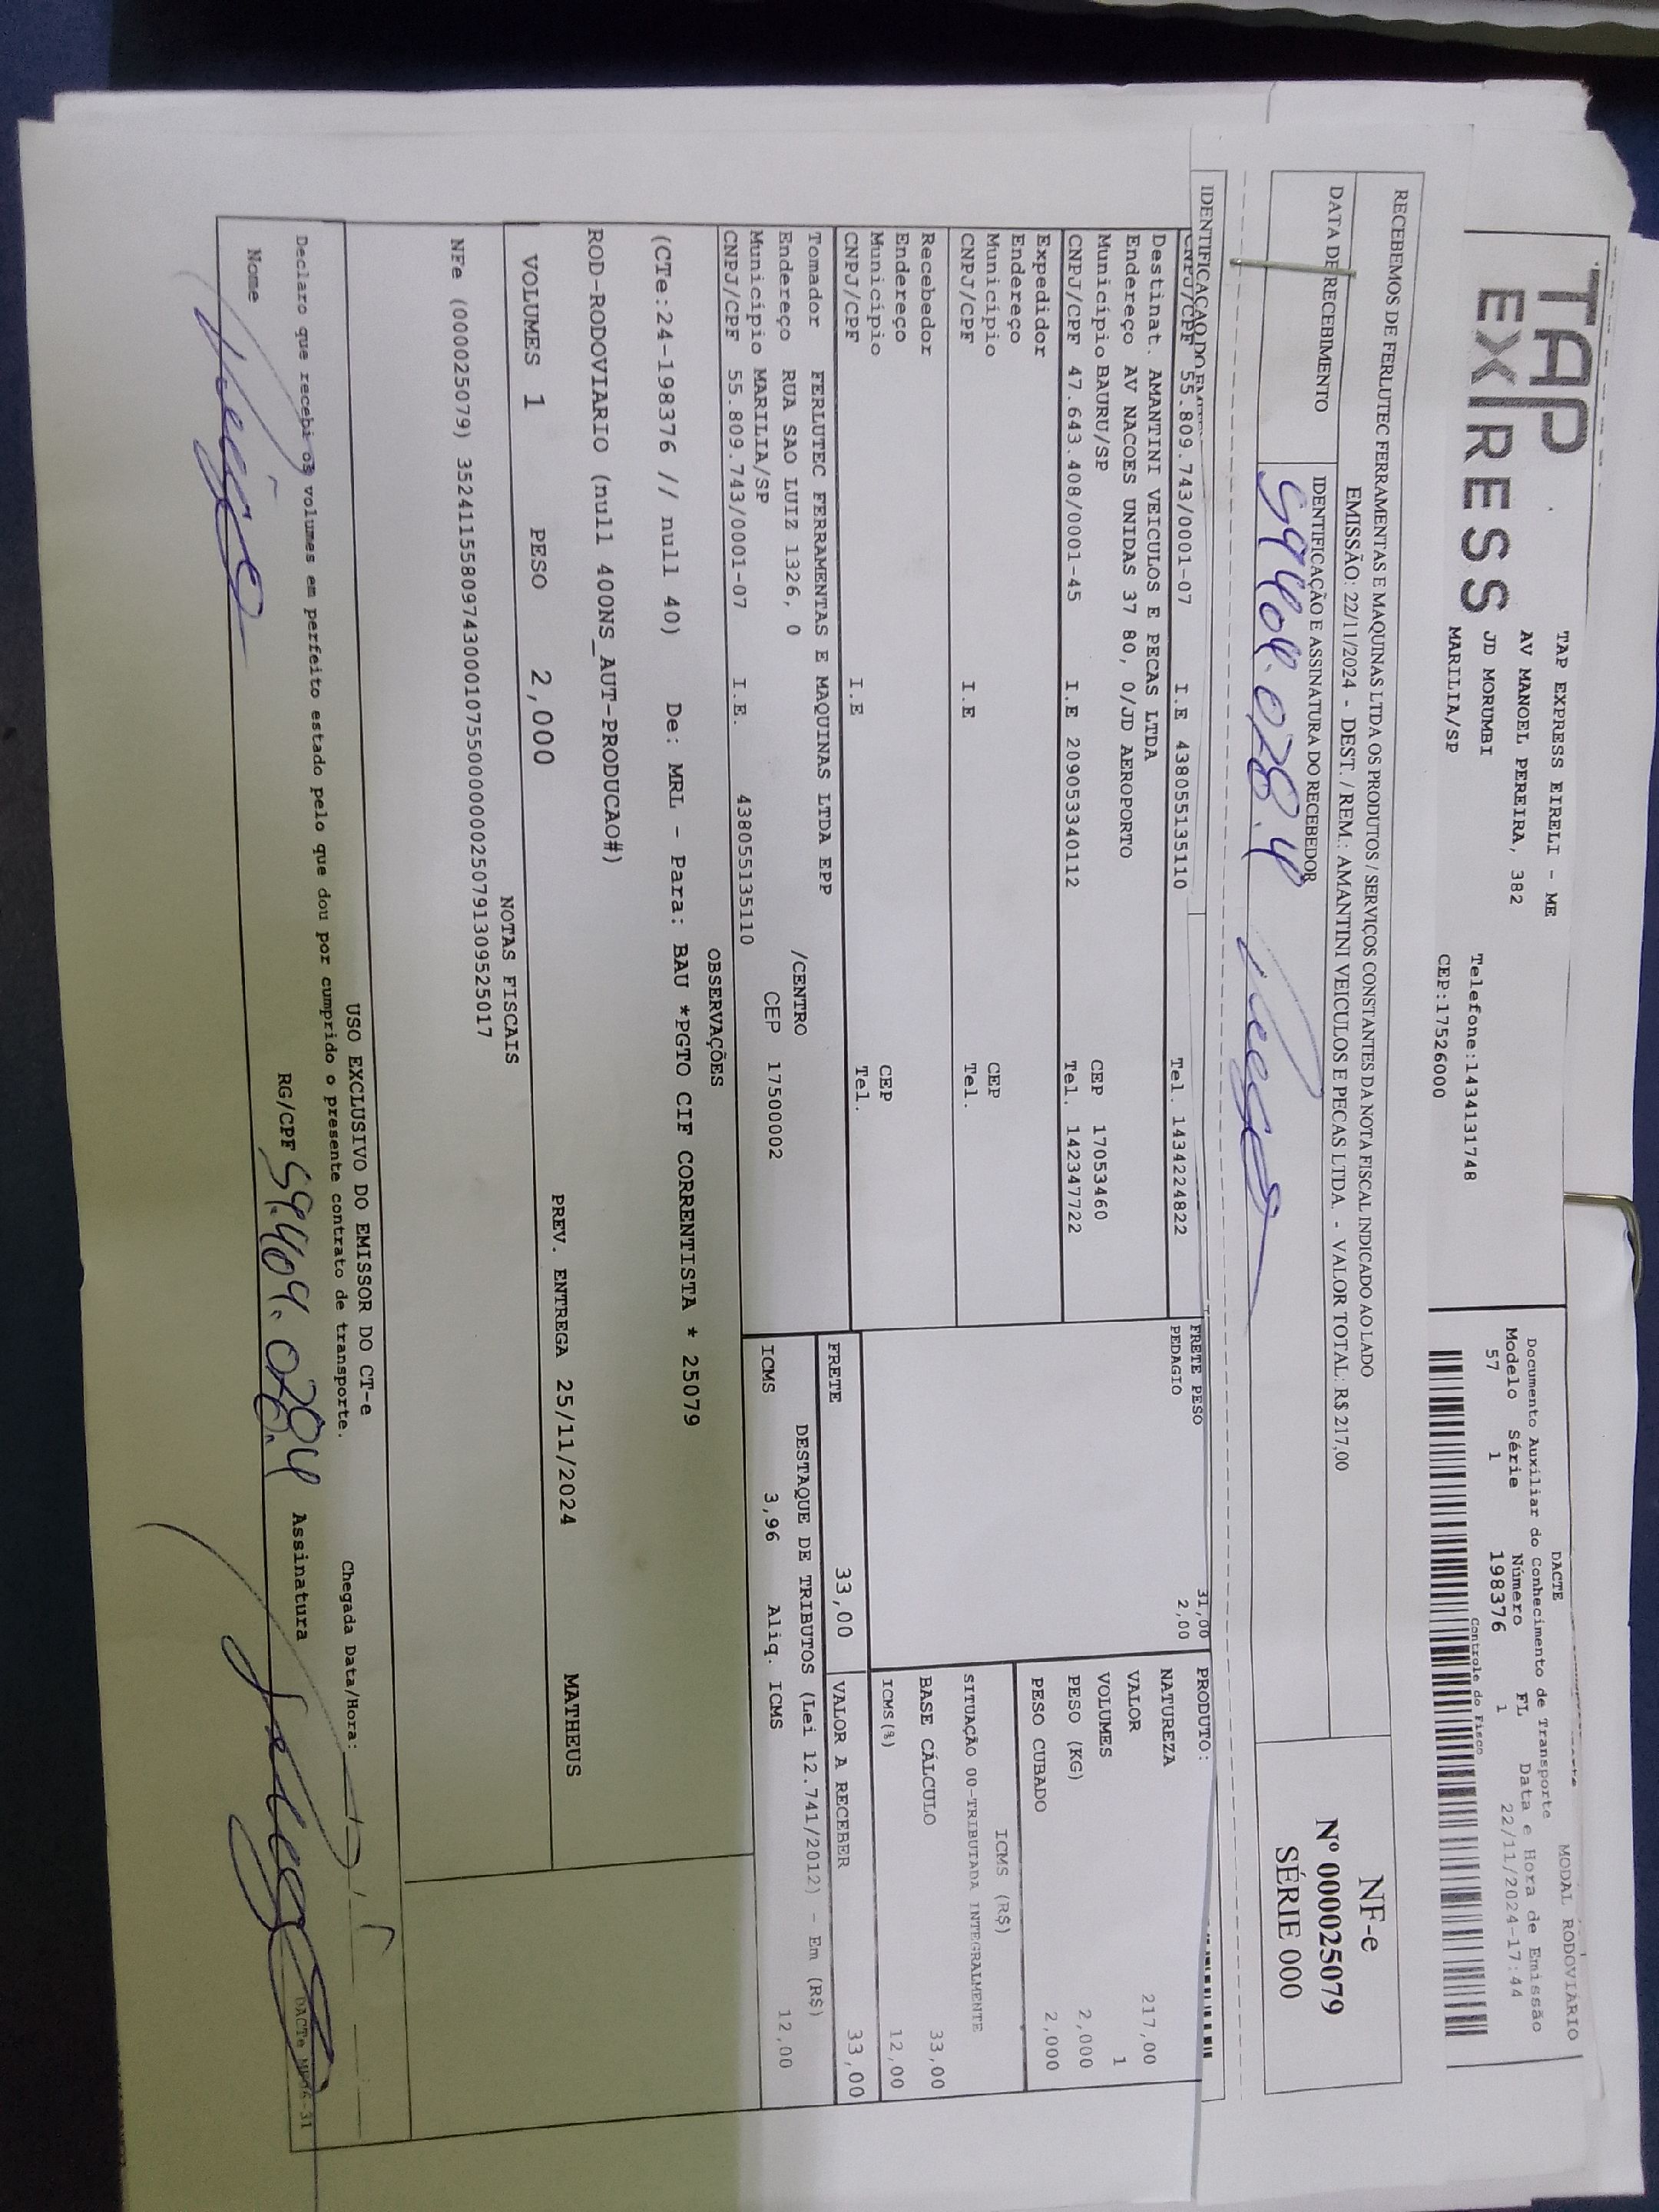 TAP
EXPRESS
TAP EXPRESS EIRELI - ME
AV MANOEL PEREIRA, 382
JD MORUMBI
MARILIA/SP
Telefone:1434131748
CEP:17526000
DACTE
MODAL RODOVIÁRIO
Documento Auxiliar do Conhecimento de Transporte
Modelo Série Número FL Data e Hora de Emissão
57 1 198376 1 22/11/2024-17:44
Controle do Fisco
RECEBEMOS DE FERLUTEC FERRAMENTAS E MAQUINAS LTDA OS PRODUTOS / SERVIÇOS CONSTANTES DA NOTA FISCAL INDICADO AO LADO
EMISSÃO: 22/11/2024 - DEST. / REM.: AMANTINI VEICULOS E PECAS LTDA. - VALOR TOTAL: R$ 217,00
DATA DE RECEBIMENTO
IDENTIFICAÇÃO E ASSINATURA DO RECEBEDOR
NF-e
Nº 000025079
SÉRIE 000
IDENTIFICAÇÃO DO
CNPJ/CPF 55.809.743/0001-07 I.E 438055135110 Tel. 1434224822
Destinat. AMANTINI VEICULOS E PECAS LTDA
Endereço AV NACOES UNIDAS 37 80, 0/JD AEROPORTO
Município BAURU/SP CEP 17053460
CNPJ/CPF 47.643.408/0001-45 I.E 209053340112 Tel. 142347722
Expedidor
Endereço
Município CEP
CNPJ/CPF I.E Tel.
Recebedor
Endereço
Município CEP
CNPJ/CPF I.E Tel.
Tomador FERLUTEC FERRAMENTAS E MAQUINAS LTDA EPP
Endereço RUA SAO LUIZ 1326, 0 /CENTRO
Município MARILIA/SP CEP 17500002
CNPJ/CPF 55.809.743/0001-07 I.E. 438055135110
FRETE PESO 31,00
PEDAGIO 2,00
FRETE 33,00
PRODUTO:
NATUREZA
VALOR 217,00
VOLUMES 1
PESO (KG) 2,000
PESO CUBADO 2,000
ICMS (R$)
SITUAÇÃO 00-TRIBUTADA INTEGRALMENTE
BASE CÁLCULO 33,00
ICMS(%) 12,00
VALOR A RECEBER 33,00
DESTAQUE DE TRIBUTOS (Lei 12.741/2012) - Em (R$)
ICMS 3,96 Aliq. ICMS 12,00
OBSERVAÇÕES
(CTe:24-198376 // null 40) De: MRL - Para: BAU *PGTO CIF CORRENTISTA * 25079
ROD-RODOVIARIO (null 400NS_AUT-PRODUCAO#)
VOLUMES 1 PESO 2,000 PREV. ENTREGA 25/11/2024 MATHEUS
NOTAS FISCAIS
NFe (000025079) 35241155809743000107550000000250791309525017
USO EXCLUSIVO DO EMISSOR DO CT-e
Declaro que recebi os volumes em perfeito estado pelo que dou por cumprido o presente contrato de transporte.
Chegada Data/Hora:
Nome RG/CPF Assinatura